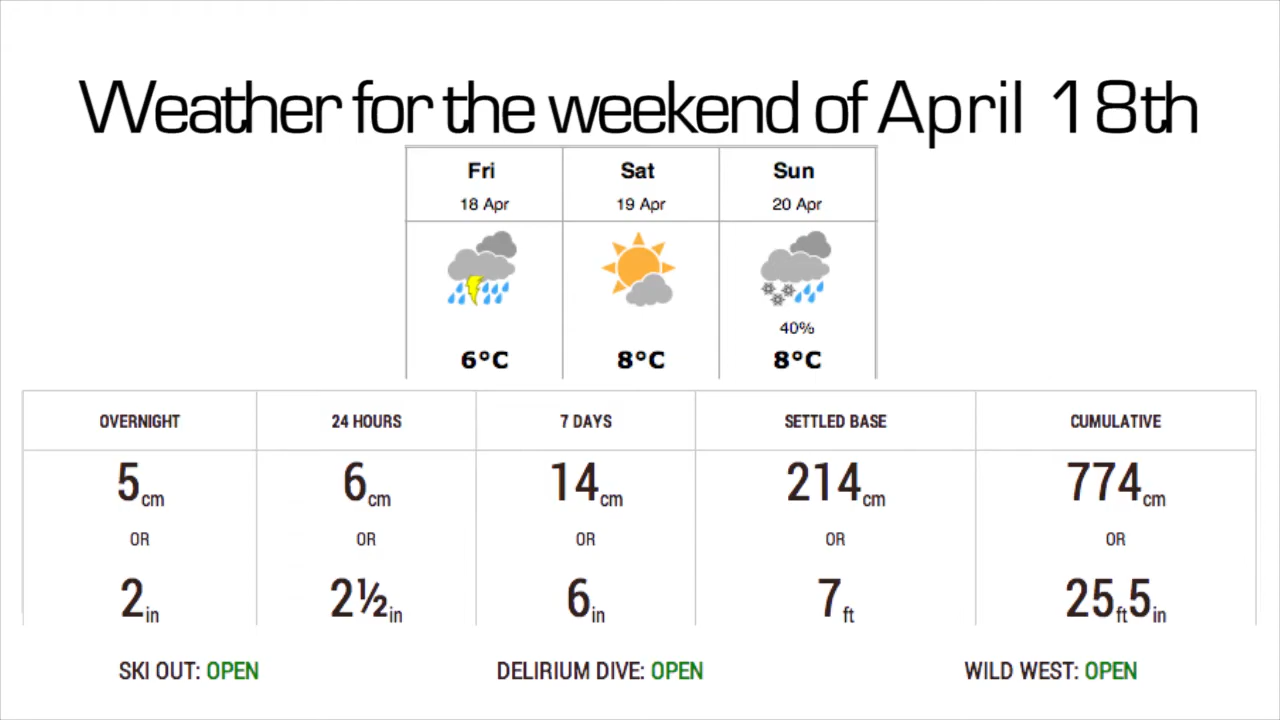 Weather for the weekend of April 18th
Fri Sat Sun
18 Apr 19 Apr 20 Apr
40%
6°C 8°C 8°C
OVERNIGHT 24 HOURS 7 DAYS SETTLED BASE CUMULATIVE
5cm 6cm 14cm 214cm 774cm
OR OR OR OR OR
2in 2½in 6in 7ft 25ft5in
SKI OUT: OPEN DELIRIUM DIVE: OPEN WILD WEST: OPEN